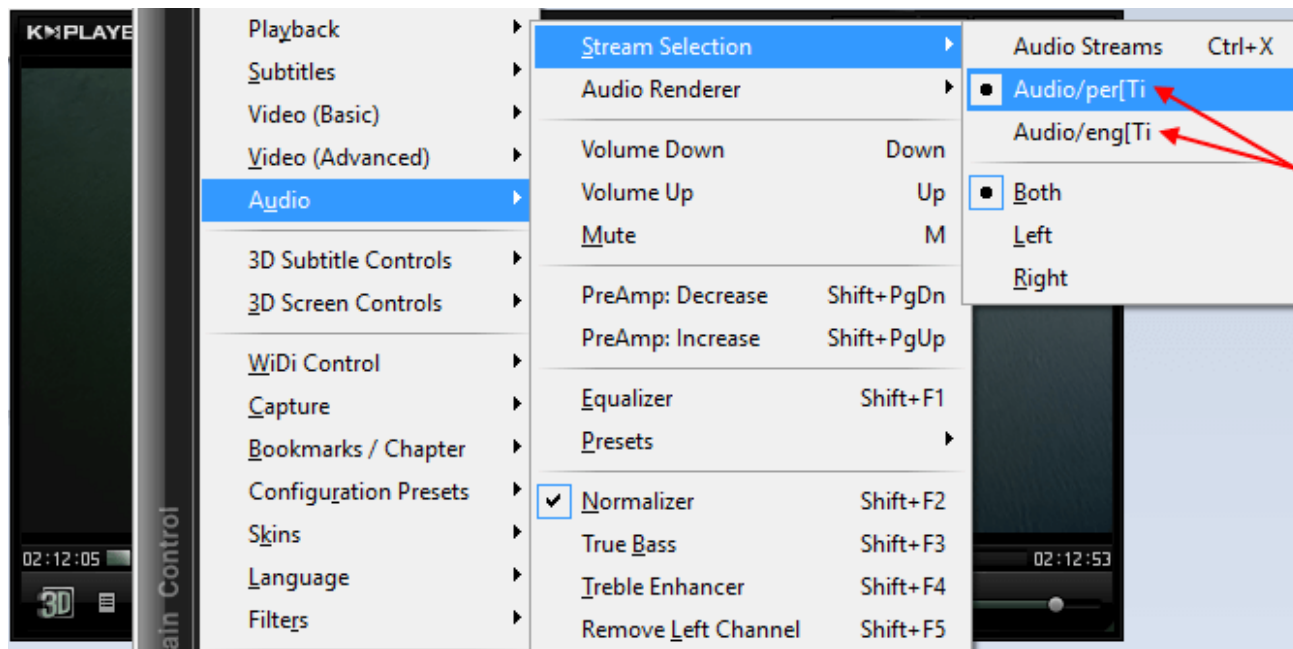 KMPLAYE
Playback
Subtitles
Video (Basic)
Video (Advanced)
Audio
3D Subtitle Controls
3D Screen Controls
WiDi Control
Capture
Bookmarks / Chapter
Configuration Presets
Skins
Language
Filters
Stream Selection
Audio Renderer
Volume Down Down
Volume Up Up
Mute M
PreAmp: Decrease Shift+PgDn
PreAmp: Increase Shift+PgUp
Equalizer Shift+F1
Presets
Normalizer Shift+F2
True Bass Shift+F3
Treble Enhancer Shift+F4
Remove Left Channel Shift+F5
Audio Streams Ctrl+X
Audio/per[Ti
Audio/eng[Ti
Both
Left
Right
ain Control
02:12:05
02:12:53
3D